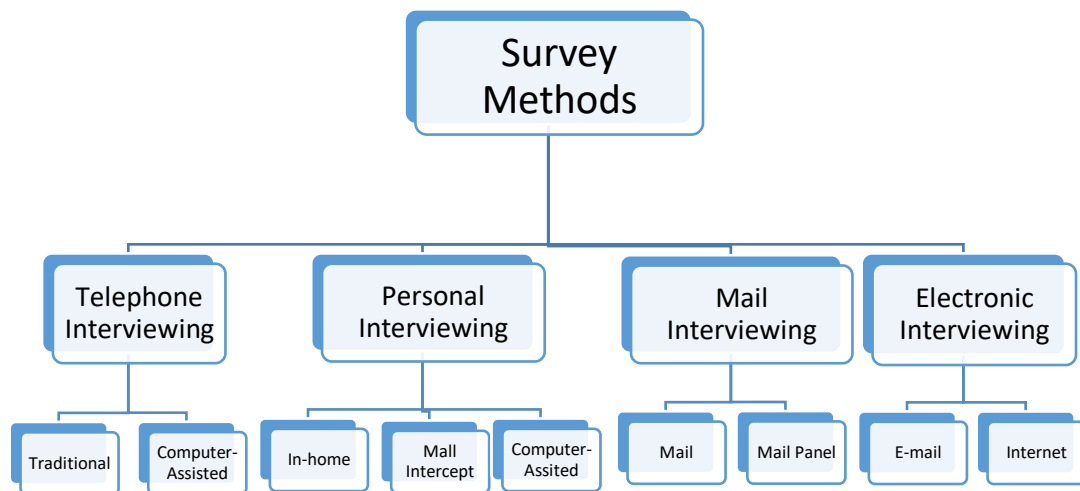 Survey
Methods
Telephone
Interviewing
Personal
Interviewing
Mail
Interviewing
Electronic
Interviewing
Traditional
Computer-
Assisted
In-home
Mall
Intercept
Computer-
Assited
Mail
Mail Panel
E-mail
Internet